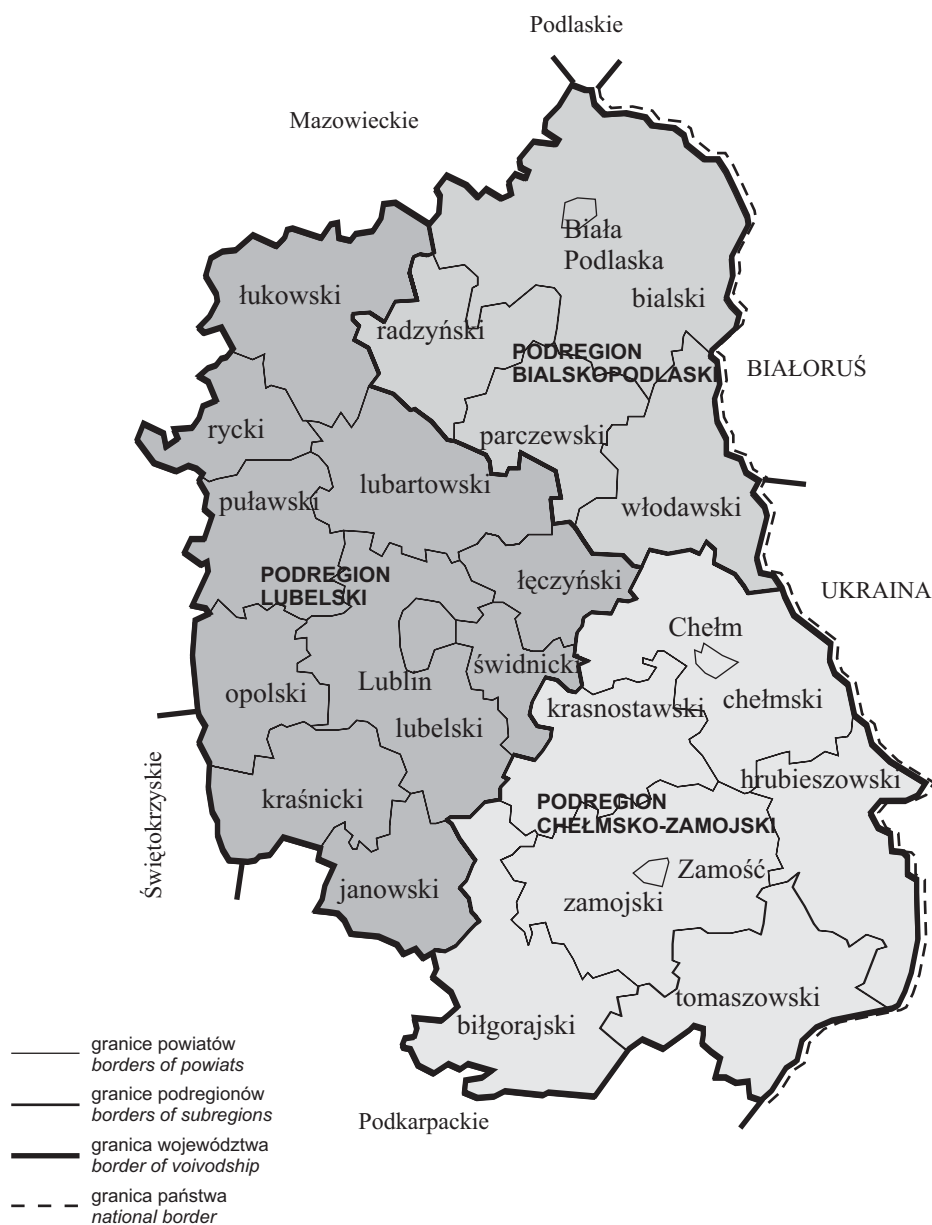 Podlaskie
Mazowieckie
Biała
Podlaska
łukowski
bialski
radzyński
PODREGION
BIALSKOPODLASKI
BIAŁORUŚ
rycki
parczewski
lubartowski
puławski
włodawski
PODREGION
LUBELSKI
łęczyński
UKRAINA
Chełm
świdnicki
Lublin
opolski
krasnostawski
chełmski
lubelski
hrubieszowski
Świętokrzyskie
kraśnicki
PODREGION
CHEŁMSKO-ZAMOJSKI
Zamość
janowski
zamojski
tomaszowski
biłgorajski
Podkarpackie
granice powiatów
borders of powiats
granice podregionów
borders of subregions
granica województwa
border of voivodship
granica państwa
national border